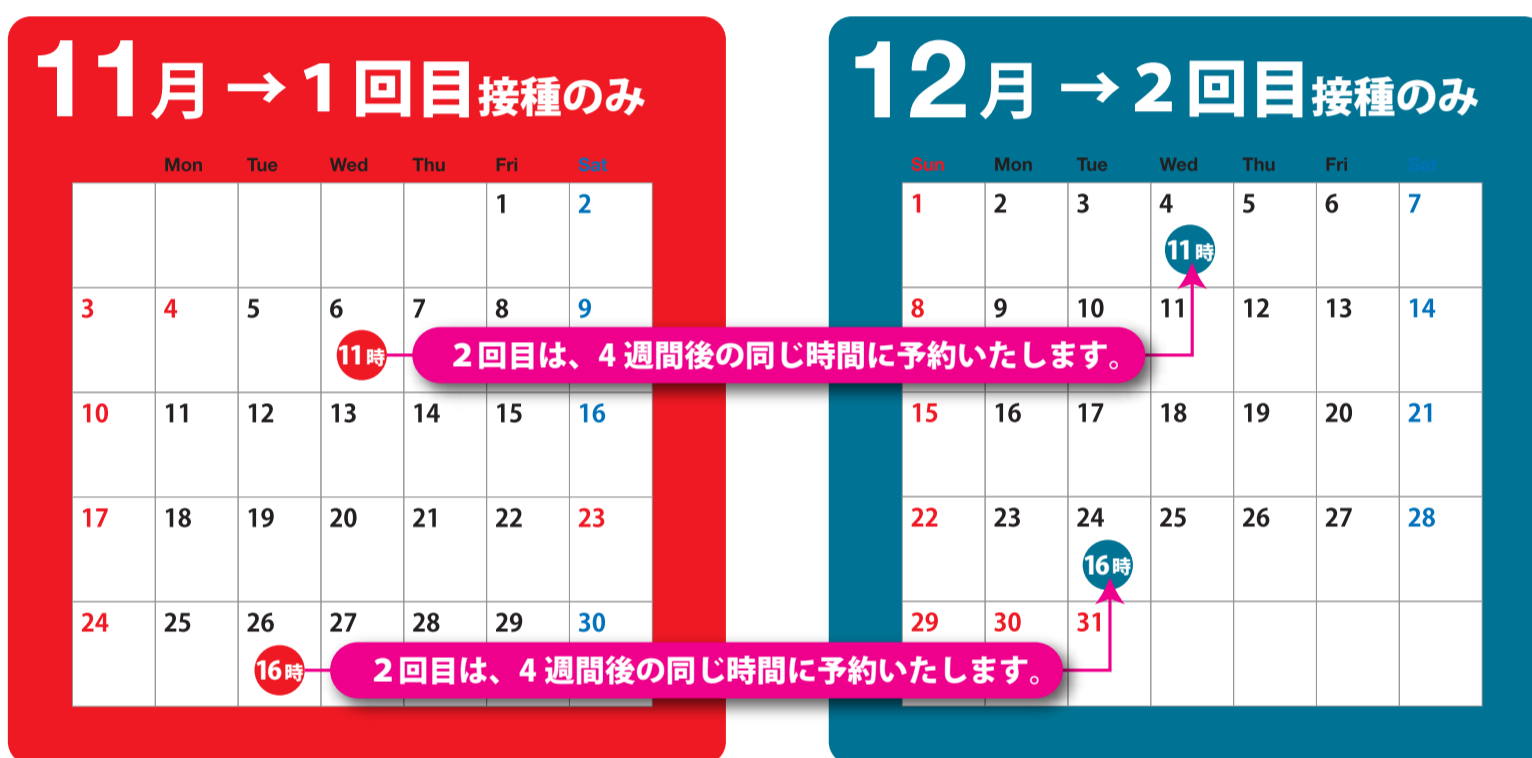 11月→1回目接種のみ
Mon Tue Wed Thu Fri Sat
1 2
3 4 5 6 7 8 9
11時
2回目は、4週間後の同じ時間に予約いたします。
10 11 12 13 14 15 16
17 18 19 20 21 22 23
24 25 26 27 28 29 30
16時
2回目は、4週間後の同じ時間に予約いたします。
12月→2回目接種のみ
Sun Mon Tue Wed Thu Fri Sat
1 2 3 4 5 6 7
11時
8 9 10 11 12 13 14
15 16 17 18 19 20 21
22 23 24 25 26 27 28
16時
29 30 31